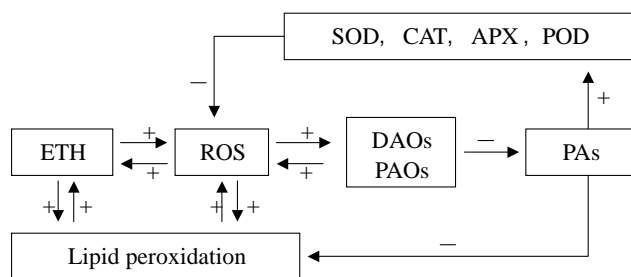 SOD, CAT, APX, POD
−
+
ETH
+
+
ROS
+
+
DAOs
PAOs
−
PAs
+
+
+
+
Lipid peroxidation
−